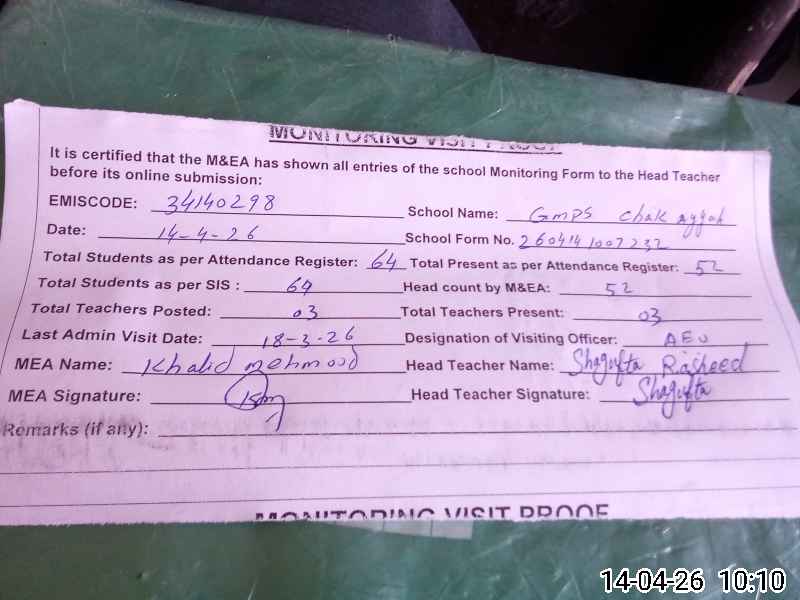 MONITORING VISIT PROOF
It is certified that the M&EA has shown all entries of the school Monitoring Form to the Head Teacher
before its online submission:
EMISCODE: 34140298 School Name: GMPS Chak
Date: 14-4-26 School Form No. 2604141007232
Total Students as per Attendance Register: 64 Total Present as per Attendance Register: 52
Total Students as per SIS : 64 Head count by M&EA: 52
Total Teachers Posted: 03 Total Teachers Present: 03
Last Admin Visit Date: 18-3-26 Designation of Visiting Officer: AEO
MEA Name: Khalid mehmood Head Teacher Name: Shagufta Rasheed
MEA Signature: Head Teacher Signature: Shagufta
Remarks (if any):
MONITORING VISIT PROOF
14-04-26 10:10